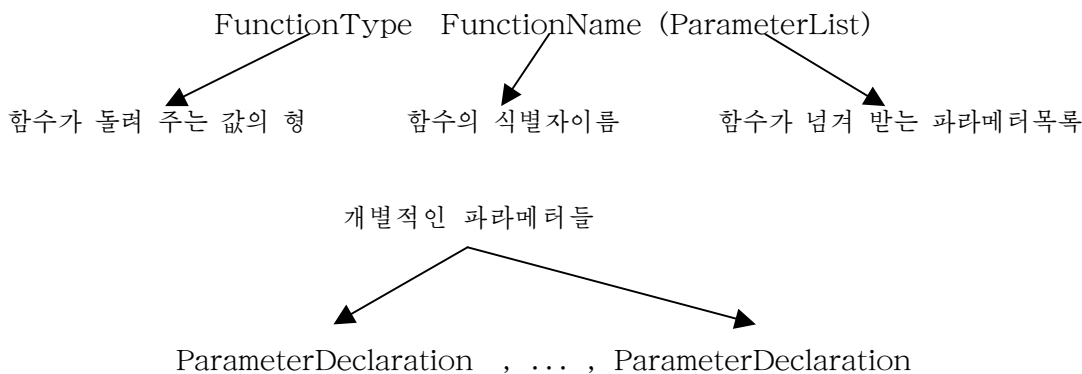 FunctionType FunctionName (ParameterList)
함수가 돌려 주는 값의 형 함수의 식별자이름 함수가 넘겨 받는 파라메터목록
개별적인 파라메터들
ParameterDeclaration , ... , ParameterDeclaration